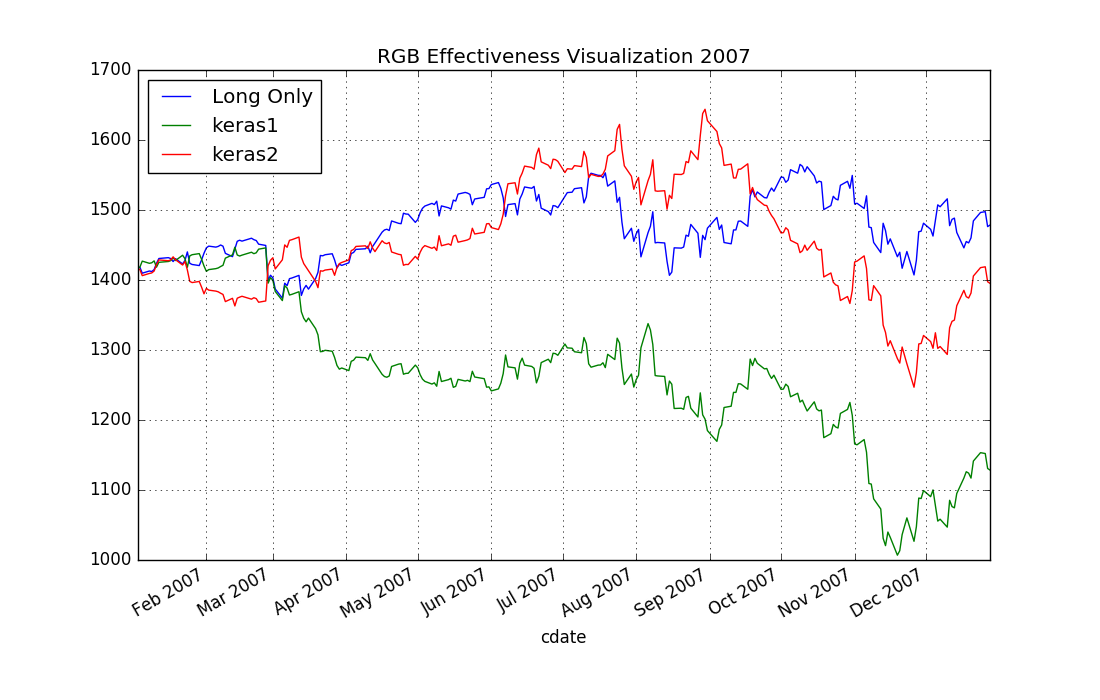 RGB Effectiveness Visualization 2007
1700
1600
1500
1400
1300
1200
1100
1000
Long Only
keras1
keras2
Feb 2007
Mar 2007
Apr 2007
May 2007
Jun 2007
Jul 2007
Aug 2007
Sep 2007
Oct 2007
Nov 2007
Dec 2007
cdate